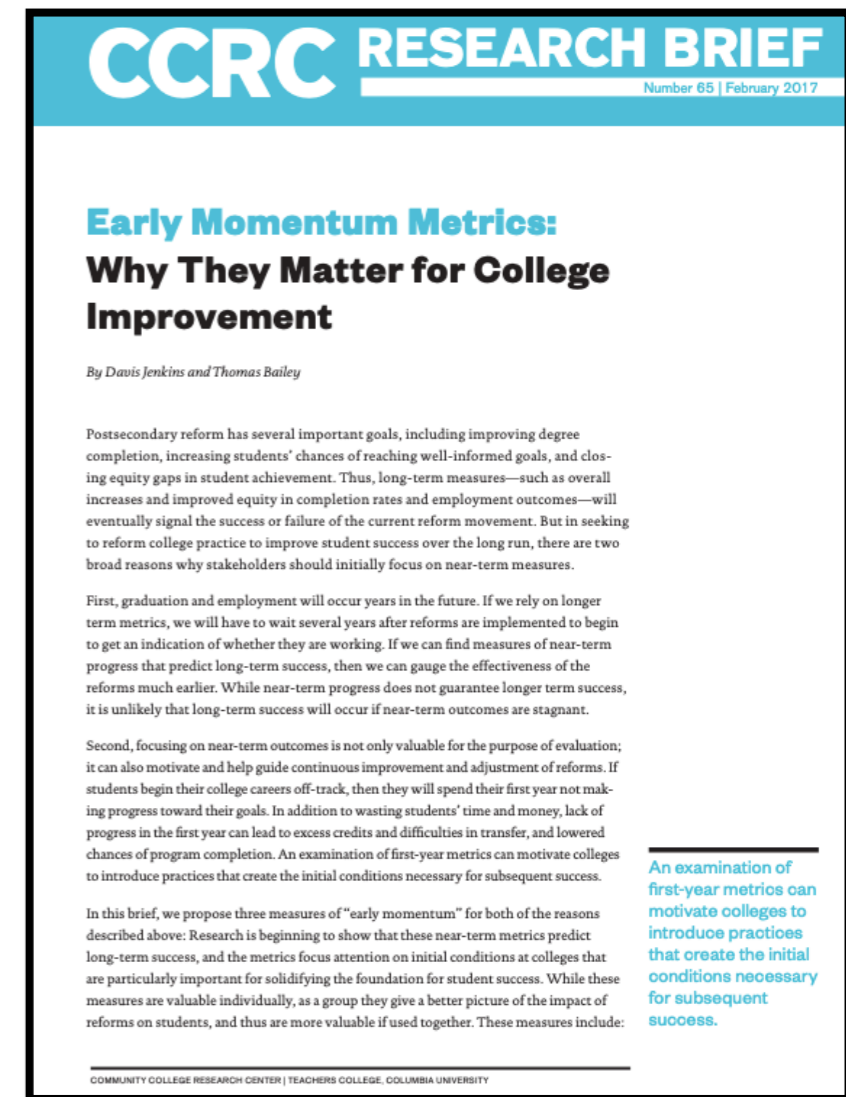 CCRC RESEARCH BRIEF
Number 65 | February 2017
Early Momentum Metrics:
Why They Matter for College
Improvement
By Davis Jenkins and Thomas Bailey
Postsecondary reform has several important goals, including improving degree
completion, increasing students' chances of reaching well-informed goals, and clos-
ing equity gaps in student achievement. Thus, long-term measures—such as overall
increases and improved equity in completion rates and employment outcomes—will
eventually signal the success or failure of the current reform movement. But in seeking
to reform college practice to improve student success over the long run, there are two
broad reasons why stakeholders should initially focus on near-term measures.
First, graduation and employment will occur years in the future. If we rely on longer
term metrics, we will have to wait several years after reforms are implemented to begin
to get an indication of whether they are working. If we can find measures of near-term
progress that predict long-term success, then we can gauge the effectiveness of the
reforms much earlier. While near-term progress does not guarantee longer term success,
it is unlikely that long-term success will occur if near-term outcomes are stagnant.
Second, focusing on near-term outcomes is not only valuable for the purpose of evaluation;
it can also motivate and help guide continuous improvement and adjustment of reforms. If
students begin their college careers off-track, then they will spend their first year not mak-
ing progress toward their goals. In addition to wasting students' time and money, lack of
progress in the first year can lead to excess credits and difficulties in transfer, and lowered
chances of program completion. An examination of first-year metrics can motivate colleges
to introduce practices that create the initial conditions necessary for subsequent success.
In this brief, we propose three measures of "early momentum" for both of the reasons
described above: Research is beginning to show that these near-term metrics predict
long-term success, and the metrics focus attention on initial conditions at colleges that
are particularly important for solidifying the foundation for student success. While these
measures are valuable individually, as a group they give a better picture of the impact of
reforms on students, and thus are more valuable if used together. These measures include:
An examination of
first-year metrics can
motivate colleges to
introduce practices
that create the initial
conditions necessary
for subsequent
success.
COMMUNITY COLLEGE RESEARCH CENTER | TEACHERS COLLEGE, COLUMBIA UNIVERSITY